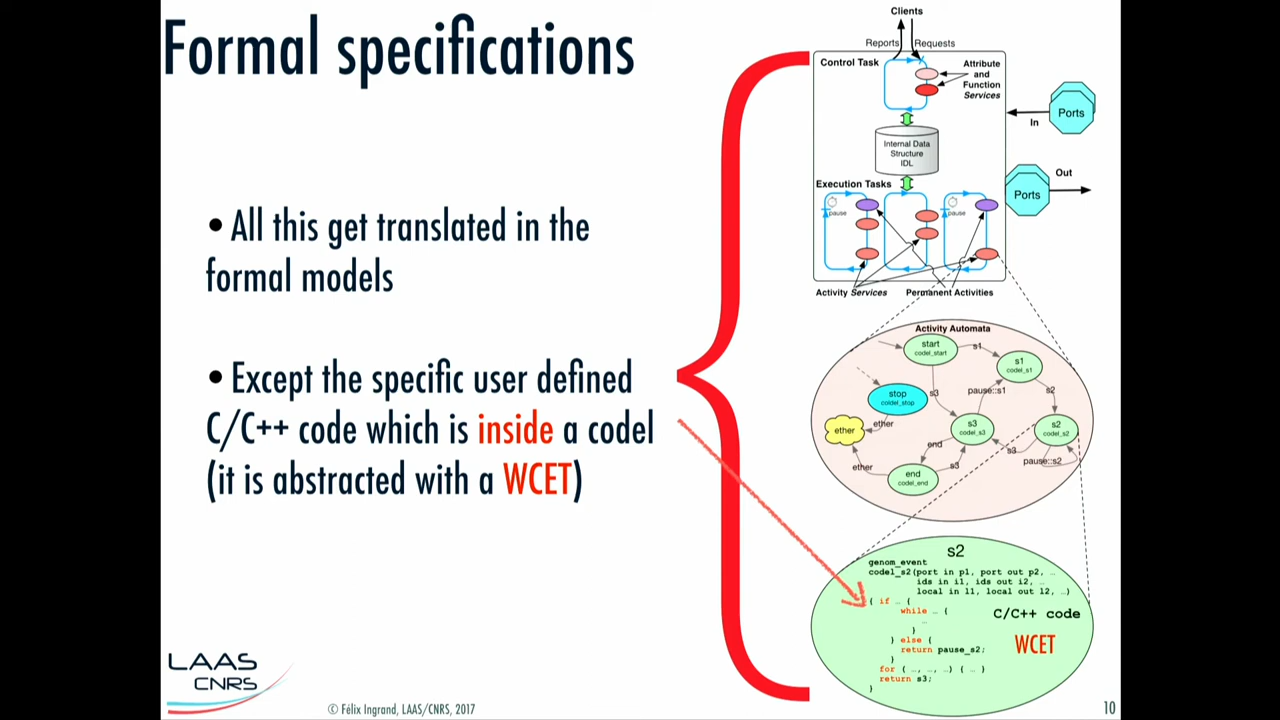 Formal specifications
• All this get translated in the
formal models
• Except the specific user defined
C/C++ code which is inside a codel
(it is abstracted with a WCET)
Clients
Reports
Requests
Control Task
Attribute
and
Function
Services
Ports
In
Internal Data
Structure
IDL
Out
Ports
Execution Tasks
pause
pause
Activity Services
Permanent Activities
Activity Automata
start
codel_start
s1
s1
codel_s1
pause::s1
s2
stop
coldel_stop
s3
ether
ether
s3
codel_s3
s2
codel_s2
end
s3
pause::s2
ether
s3
end
codel_end
s2
genom_event
codel_s2(port in p1, port out p2, …
ids in i1, ids out i2, …
local in l1, local out l2, …)
{ if … {
while … {
…
}
} else {
return pause_s2;
}
for ( …, …, …) { … }
return s3;
}
C/C++ code
WCET
LAAS
CNRS
© Félix Ingrand, LAAS/CNRS, 2017
10